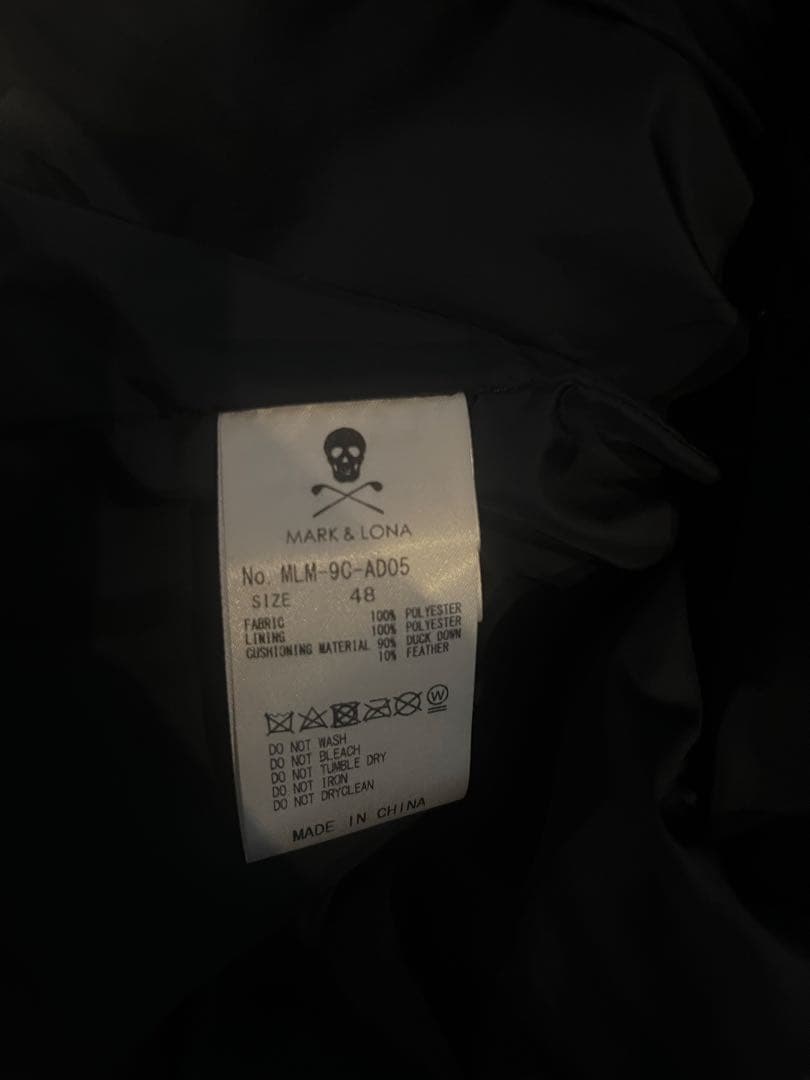 MARK & LONA
No. MLM-9C-AD05
SIZE 48
FABRIC 100% POLYESTER
LINING 100% POLYESTER
CUSHIONING MATERIAL 90% DUCK DOWN
10% FEATHER
W
DO NOT WASH
DO NOT BLEACH
DO NOT TUMBLE DRY
DO NOT IRON
DO NOT DRYCLEAN
MADE IN CHINA